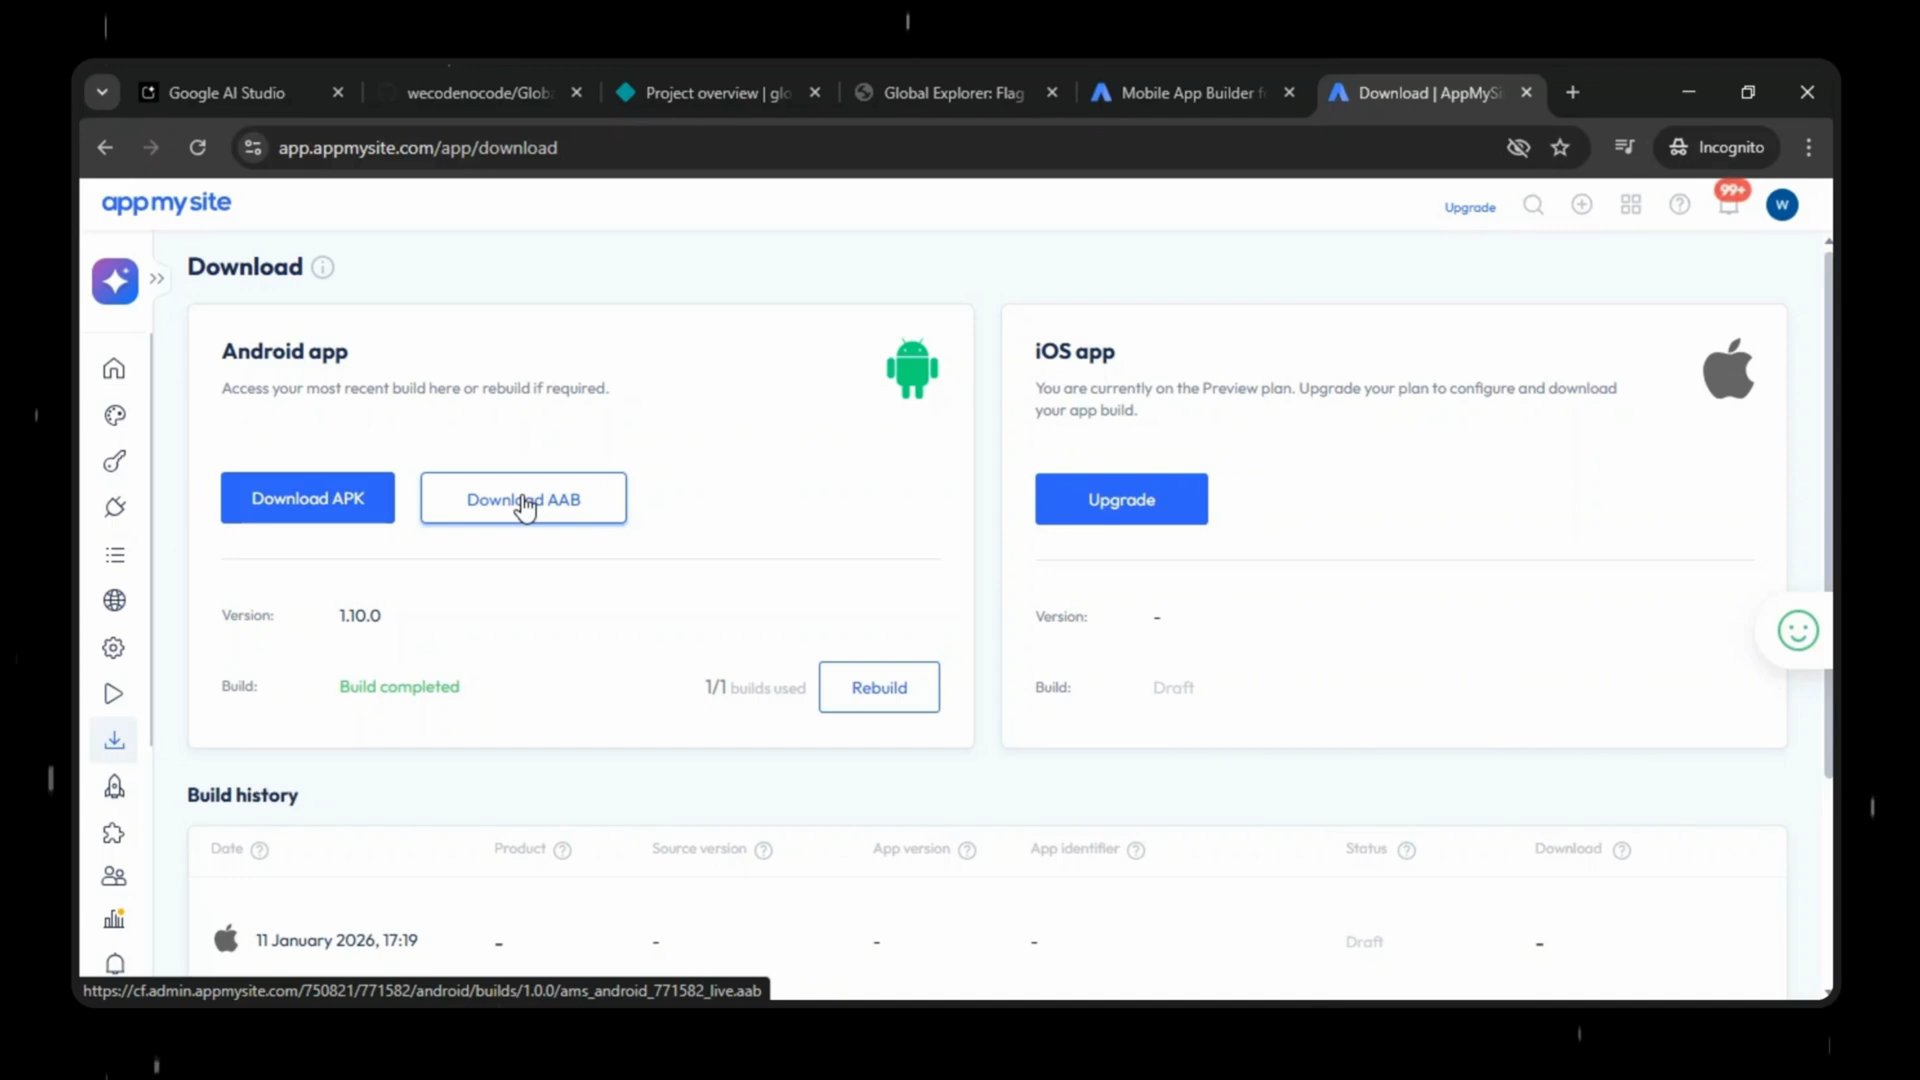 Google AI Studio
wecodenocode/Glob
Project overview | glo
Global Explorer: Flag
Mobile App Builder f
Download | AppMySi
app.appmysite.com/app/download
Incognito
appmysite
Upgrade
99+
W
Download
Android app
Access your most recent build here or rebuild if required.
Download APK
Download AAB
Version:
1.10.0
Build:
Build completed
1/1 builds used
Rebuild
iOS app
You are currently on the Preview plan. Upgrade your plan to configure and download
your app build.
Upgrade
Version:
-
Build:
Draft
Build history
Date
Product
Source version
App version
App identifier
Status
Download
11 January 2026, 17:19
-
-
-
-
Draft
-
https://cf.admin.appmysite.com/750821/771582/android/builds/1.0.0/ams_android_771582_live.aab